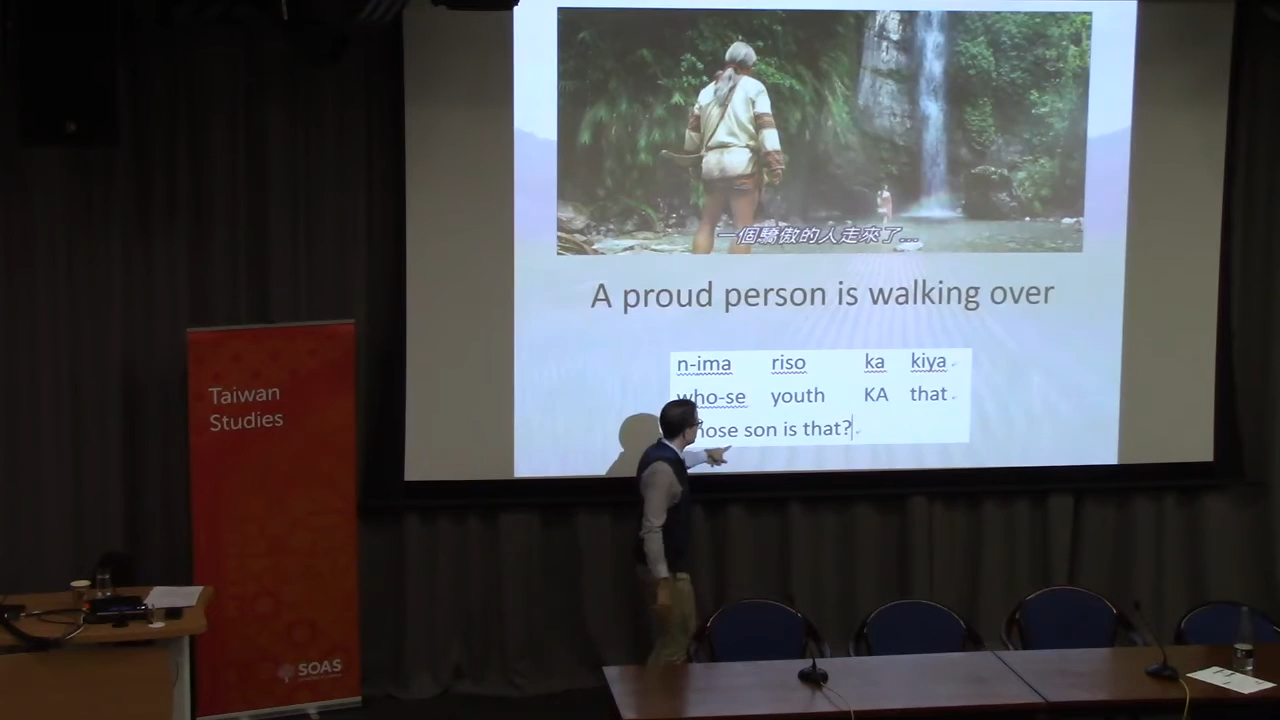 一個驕傲的人走來了...
A proud person is walking over
n-ima riso ka kiya
who-se youth KA that
hose son is that?
Taiwan
Studies
SOAS